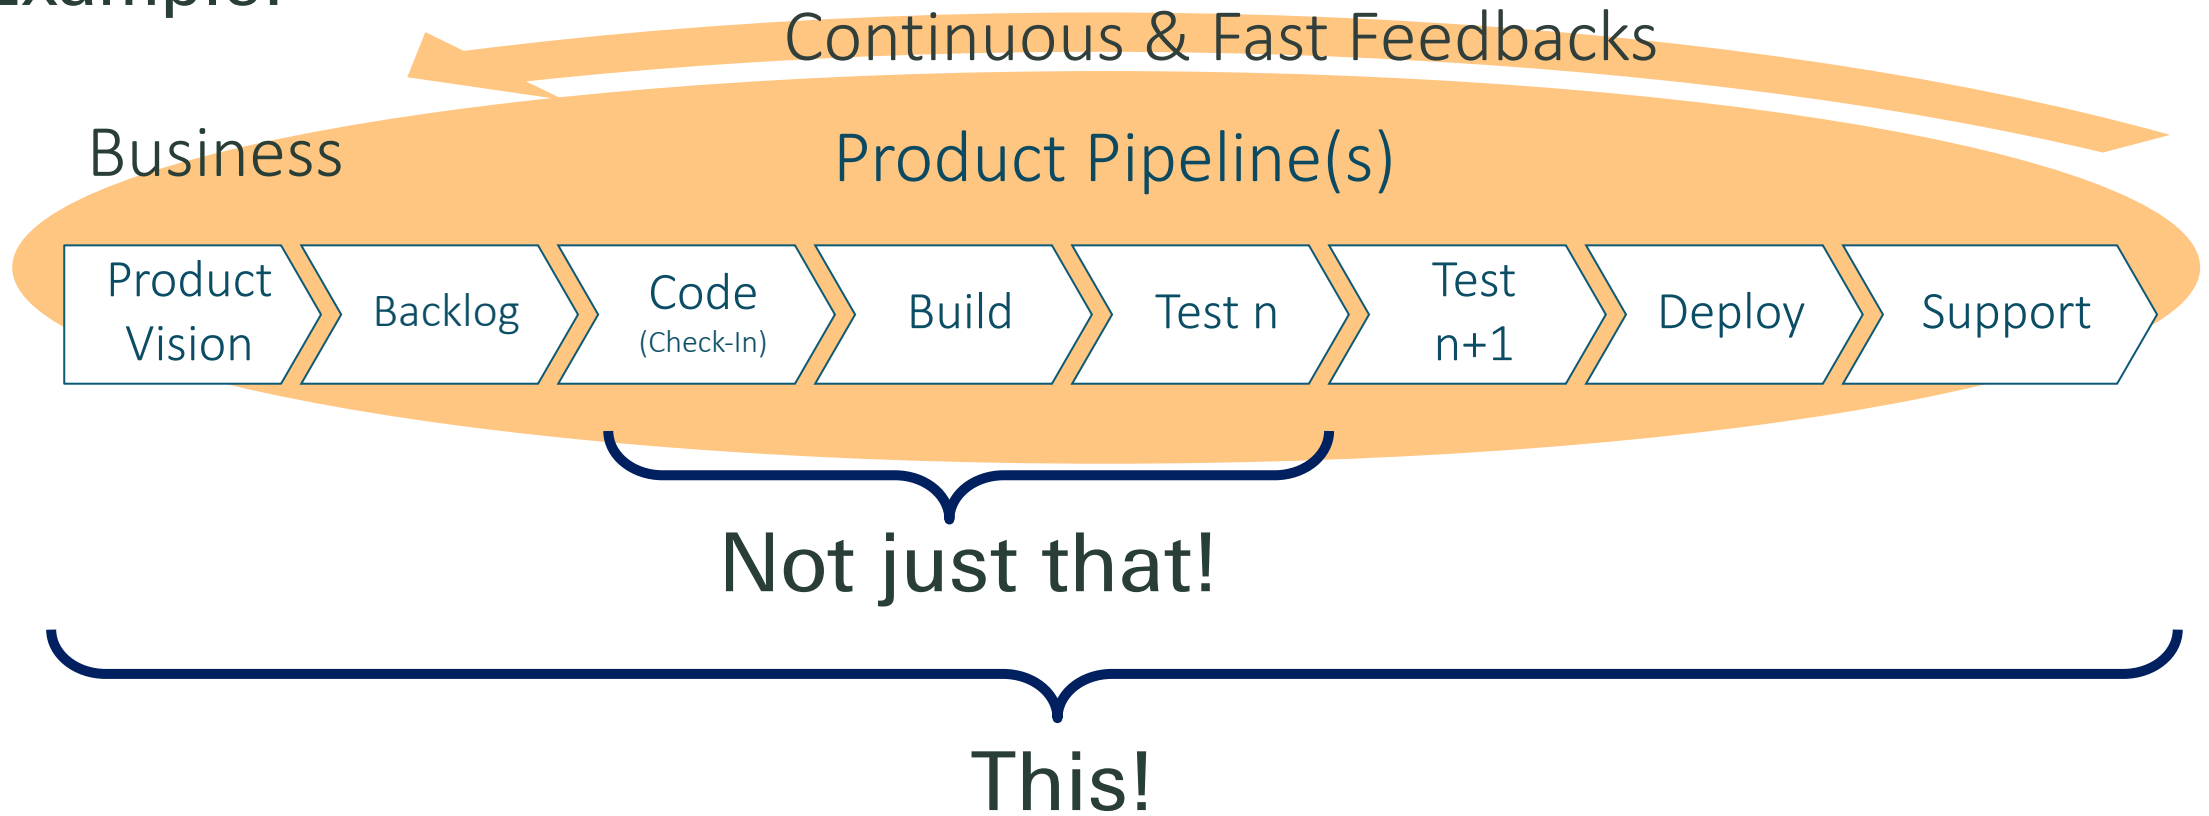 Example:
Continuous & Fast Feedbacks
Business
Product Pipeline(s)
Product
Vision
Backlog
Code
(Check-In)
Build
Test n
Test
n+1
Deploy
Support
Not just that!
This!